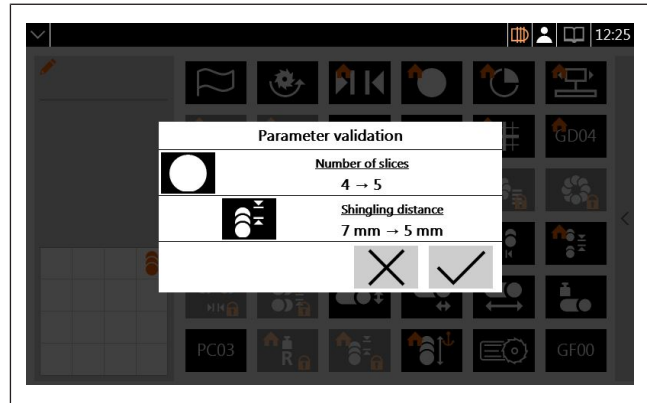 12:25
Parameter validation
Number of slices
4 → 5
GD04
Shingling distance
7 mm → 5 mm
PC03
R
GF00